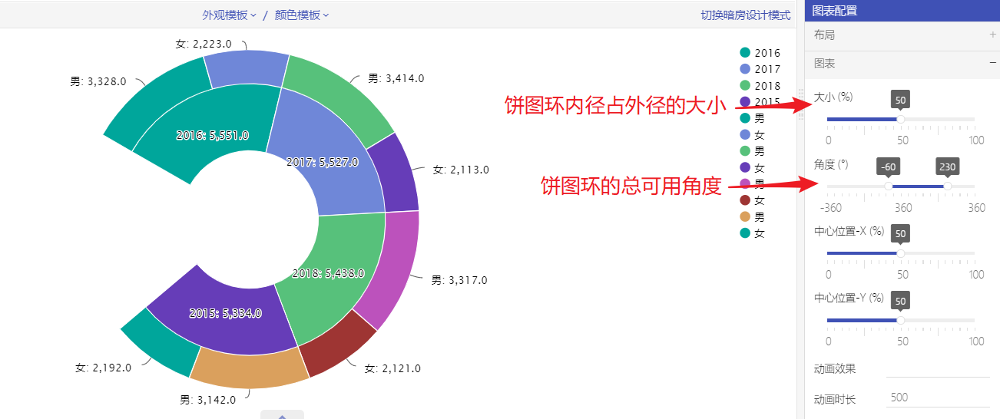 外观模板 / 颜色模板
切换暗房设计模式
女: 2,223.0
男: 3,328.0
男: 3,414.0
2016: 5,551.0
2017: 5,527.0
女: 2,113.0
2018: 5,438.0
男: 3,317.0
2015: 5,334.0
女: 2,192.0
女: 2,121.0
男: 3,142.0
2016
2017
2018
2015
男
女
男
女
男
女
男
女
饼图环内径占外径的大小
饼图环的总可用角度
图表配置
布局 +
图表 −
大小 (%)
50
0 50 100
角度 (°)
-60 230
-360 360 360
中心位置-X (%)
50
0 50 100
中心位置-Y (%)
50
0 50 100
动画效果
动画时长 500